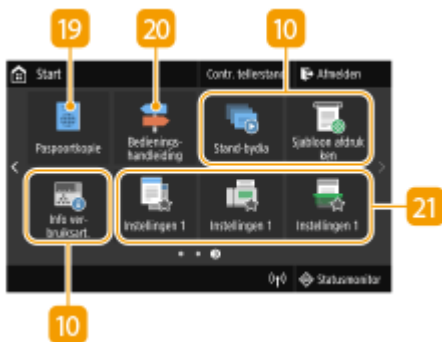 19
20
10
Start
Contr. tellerstand
Afmelden
Paspoortkopie
Bedienings-
handleiding
Stand-bydia
Sjabloon afdruk
ken
Info ver-
bruiksart.
Instellingen 1
Instellingen 1
Instellingen 1
21
Statusmonitor
10